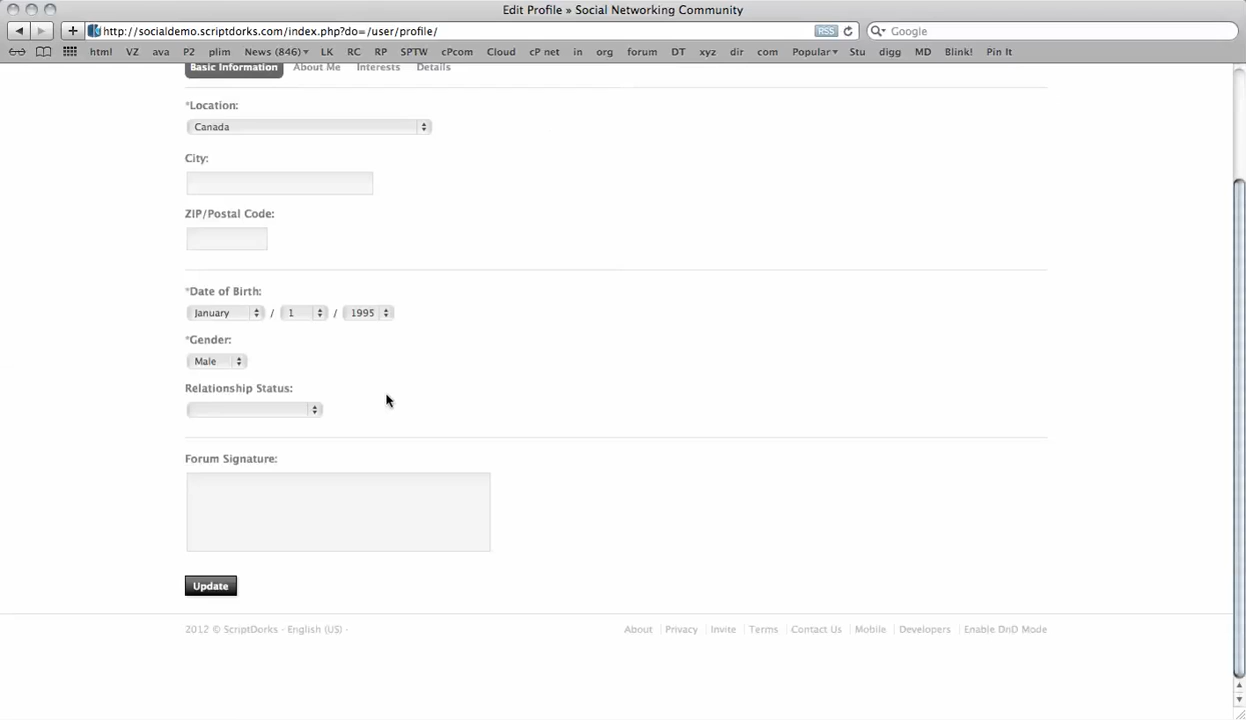 Edit Profile » Social Networking Community
http://socialdemo.scriptdorks.com/index.php?do=/user/profile/ RSS Google
html VZ ava P2 plim News (846) LK RC RP SPTW cPcom Cloud cP net in org forum DT xyz dir com Popular Stu digg MD Blink! Pin It
Basic Information About Me Interests Details
*Location:
Canada
City:
ZIP/Postal Code:
*Date of Birth:
January / 1 / 1995
*Gender:
Male
Relationship Status:
Forum Signature:
Update
2012 © ScriptDorks · English (US) · About Privacy Invite Terms Contact Us Mobile Developers Enable DnD Mode